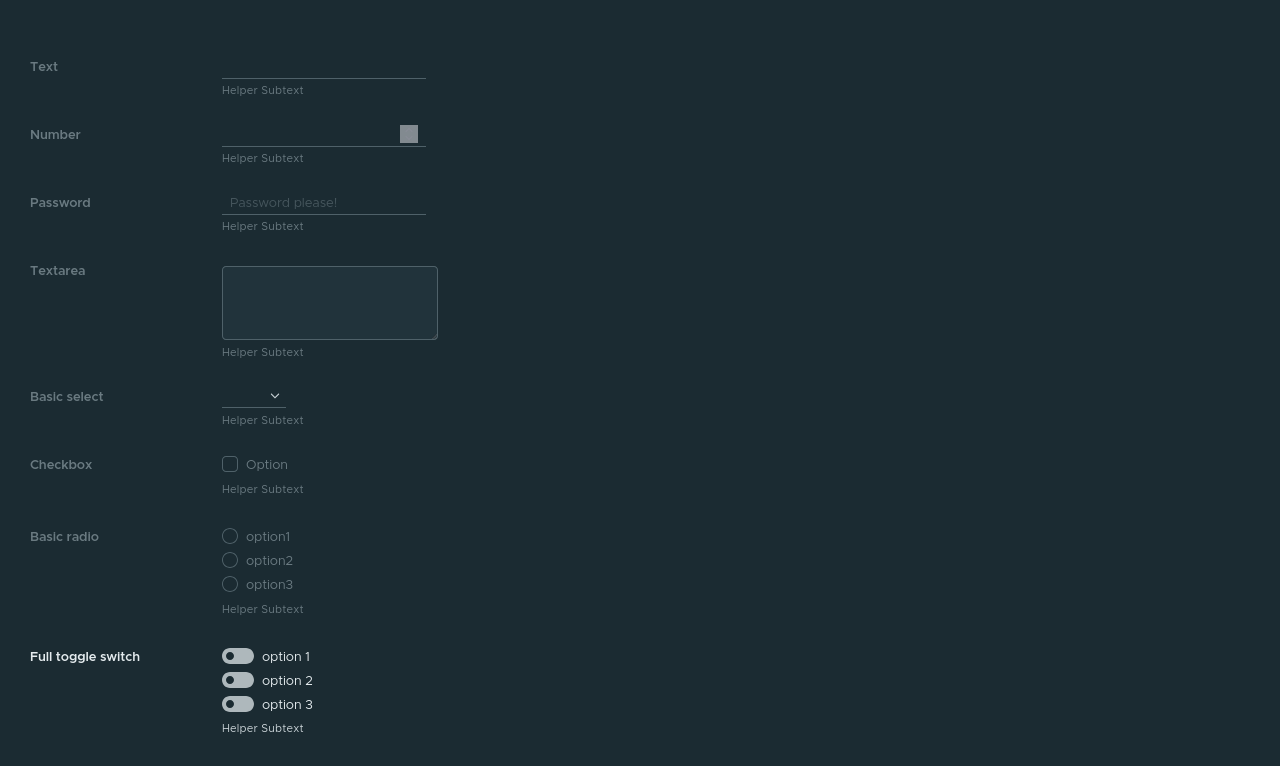 Text
Helper Subtext
Number
Helper Subtext
Password
Password please!
Helper Subtext
Textarea
Helper Subtext
Basic select
Helper Subtext
Checkbox
Option
Helper Subtext
Basic radio
option1
option2
option3
Helper Subtext
Full toggle switch
option 1
option 2
option 3
Helper Subtext